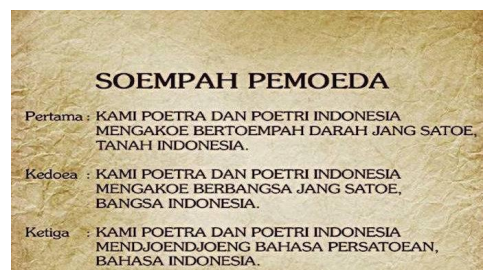 SOEMPAH PEMOEDA
Pertama : KAMI POETRA DAN POETRI INDONESIA
MENGAKOE BERTOEMPAH DARAH JANG SATOE,
TANAH INDONESIA.
Kedoea : KAMI POETRA DAN POETRI INDONESIA
MENGAKOE BERBANGSA JANG SATOE,
BANGSA INDONESIA.
Ketiga : KAMI POETRA DAN POETRI INDONESIA
MENDJOENDJOENG BAHASA PERSATOEAN,
BAHASA INDONESIA.